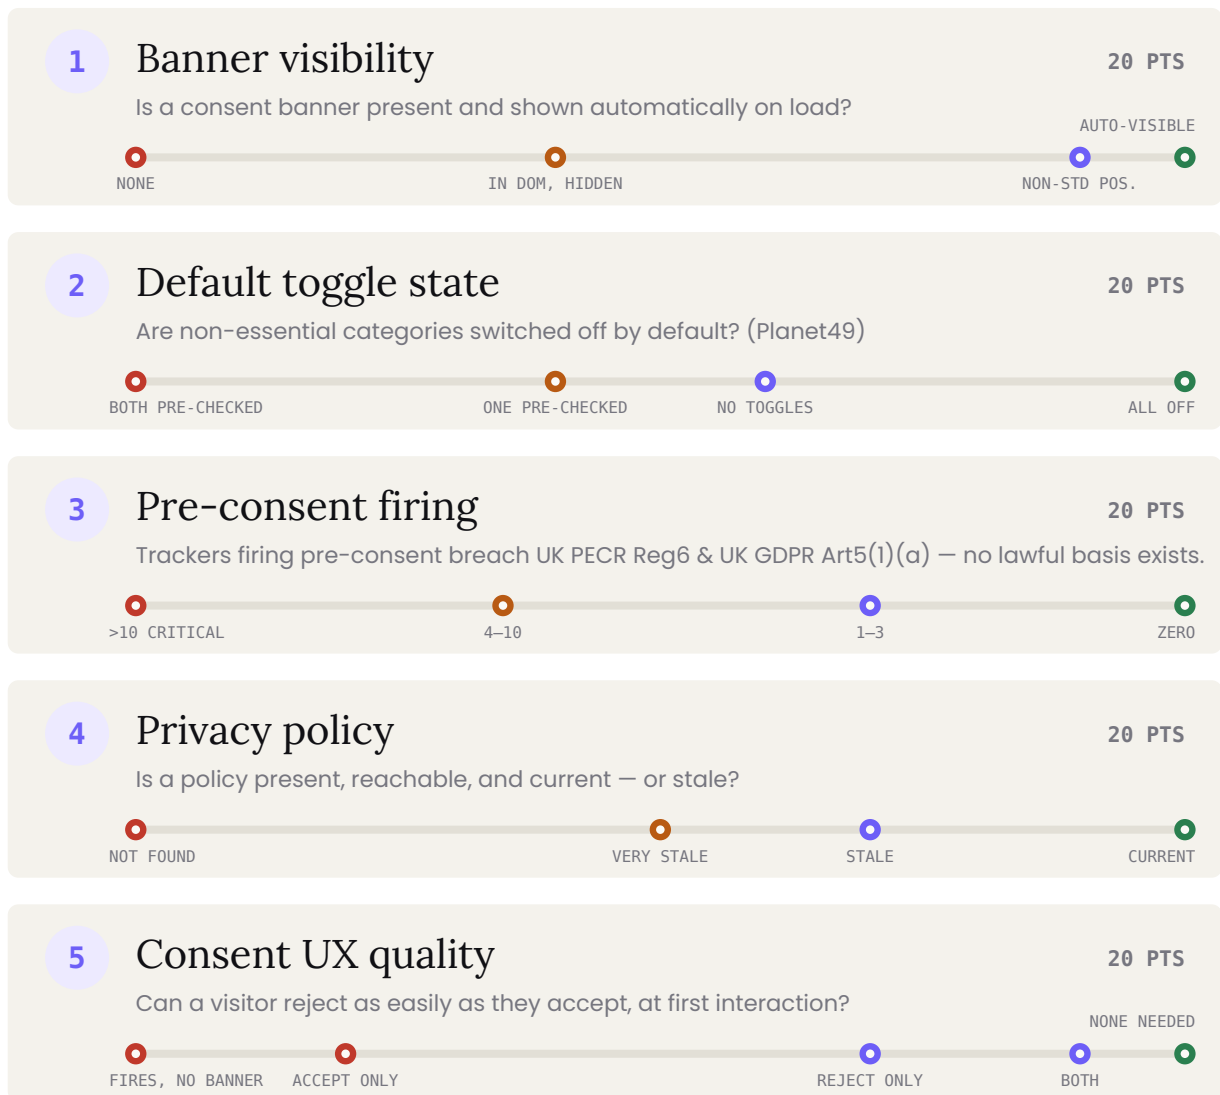 1
Banner visibility
20 PTS
Is a consent banner present and shown automatically on load?
AUTO-VISIBLE
NONE
IN DOM, HIDDEN
NON-STD POS.
2
Default toggle state
20 PTS
Are non-essential categories switched off by default? (Planet49)
BOTH PRE-CHECKED
ONE PRE-CHECKED
NO TOGGLES
ALL OFF
3
Pre-consent firing
20 PTS
Trackers firing pre-consent breach UK PECR Reg6 & UK GDPR Art5(1)(a) — no lawful basis exists.
>10 CRITICAL
4–10
1–3
ZERO
4
Privacy policy
20 PTS
Is a policy present, reachable, and current — or stale?
NOT FOUND
VERY STALE
STALE
CURRENT
5
Consent UX quality
20 PTS
Can a visitor reject as easily as they accept, at first interaction?
NONE NEEDED
FIRES, NO BANNER
ACCEPT ONLY
REJECT ONLY
BOTH